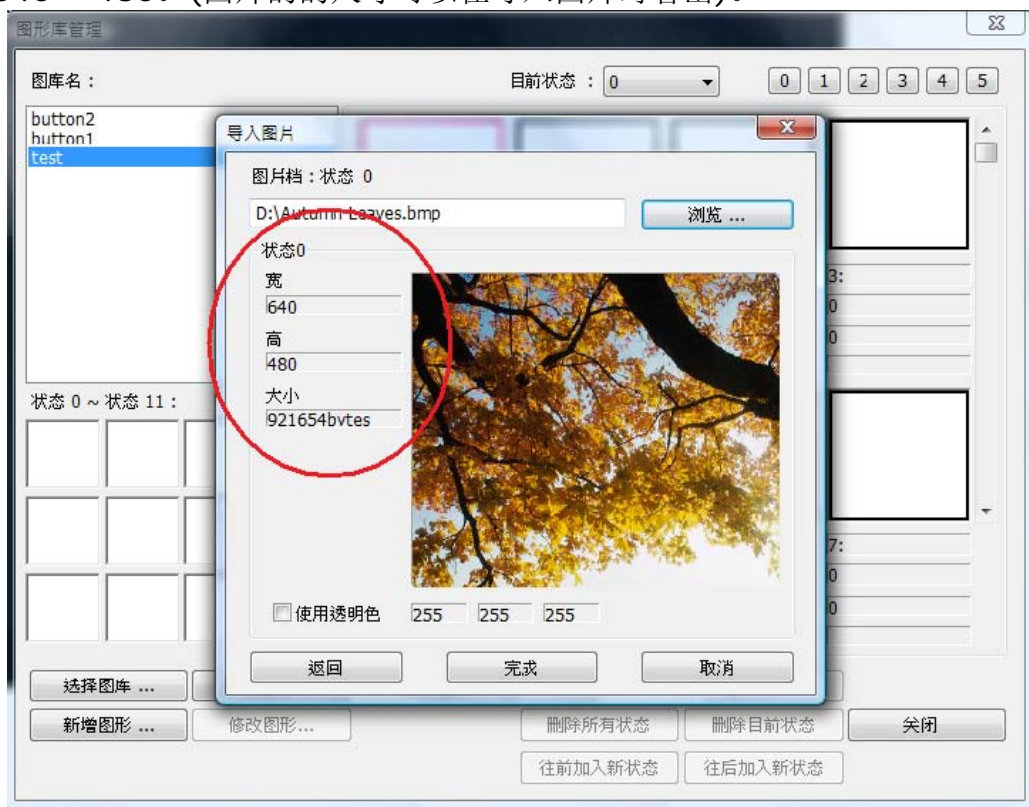 图形库管理
图库名：
目前状态：0
0 1 2 3 4 5
button2
button1
test
导入图片
图片档：状态 0
D:\Autumn Leaves.bmp
浏览 ...
状态0
宽
640
高
480
大小
921654bytes
使用透明色 255 255 255
返回 完成 取消
3:
0
0
7:
0
0
状态 0 ~ 状态 11：
选择图库 ...
新增图形 ...
修改图形...
删除所有状态
删除目前状态
关闭
往前加入新状态
往后加入新状态